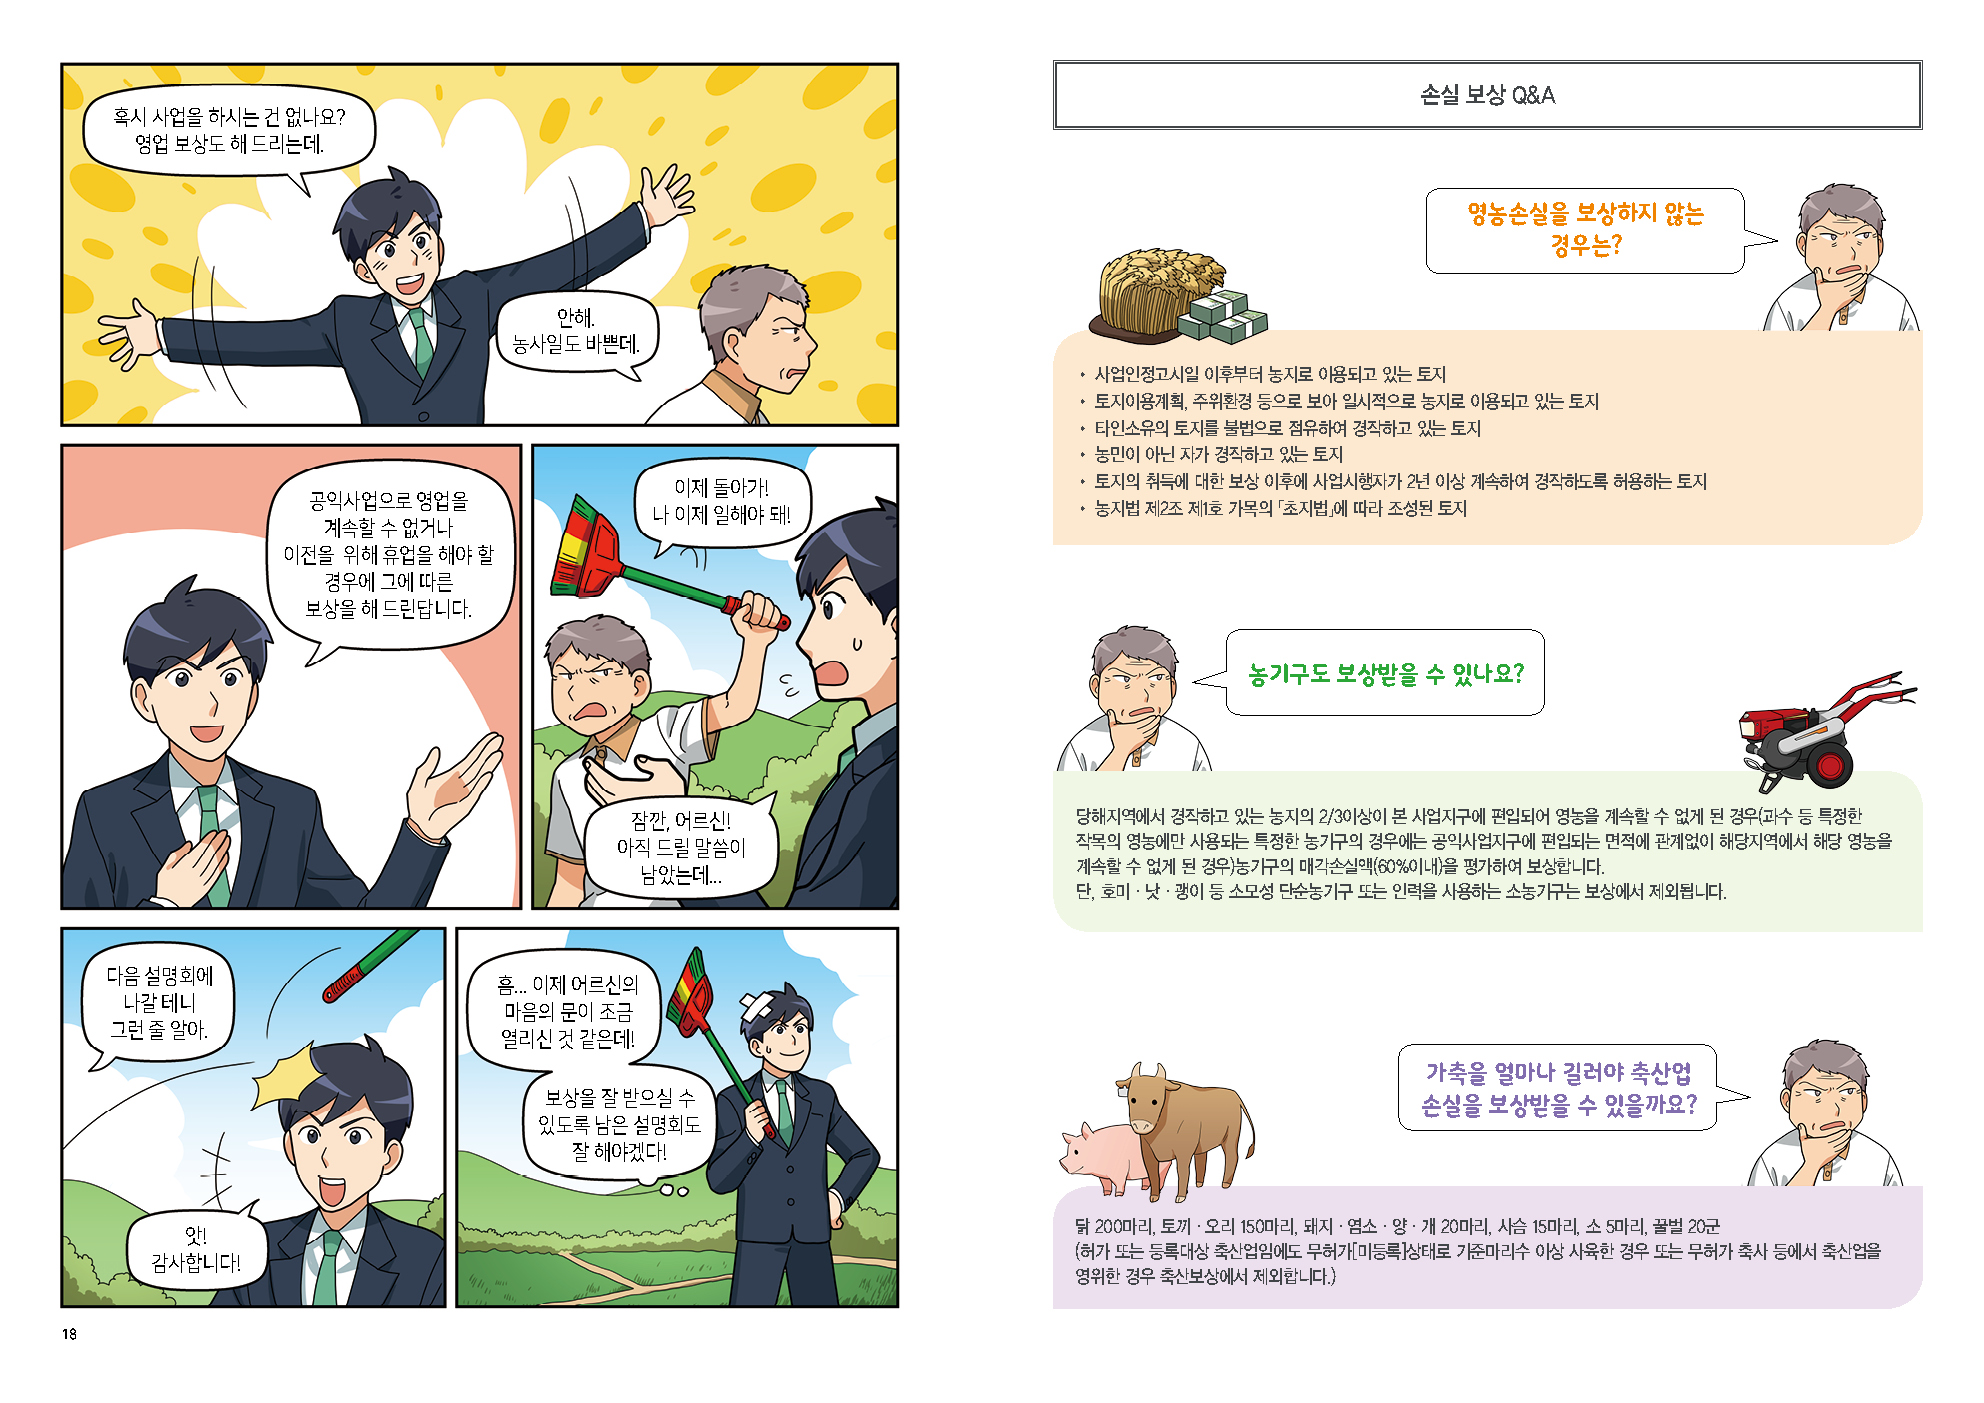 혹시 사업을 하시는 건 없나요?
영업 보상도 해 드리는데.
안해.
농사일도 바쁜데.
공익사업으로 영업을
계속할 수 없거나
이전을 위해 휴업을 해야 할
경우에 그에 따른
보상을 해 드린답니다.
이제 돌아가!
나 이제 일해야 돼!
잠깐, 어르신!
아직 드릴 말씀이
남았는데...
다음 설명회에
나갈 테니
그런 줄 알아.
앗!
감사합니다!
흠... 이제 어르신의
마음의 문이 조금
열리신 것 같은데!
보상을 잘 받으실 수
있도록 남은 설명회도
잘 해야겠다!
18
손실 보상 Q&A
영농손실을 보상하지 않는
경우는?
• 사업인정고시일 이후부터 농지로 이용되고 있는 토지
• 토지이용계획, 주위환경 등으로 보아 일시적으로 농지로 이용되고 있는 토지
• 타인소유의 토지를 불법으로 점유하여 경작하고 있는 토지
• 농민이 아닌 자가 경작하고 있는 토지
• 토지의 취득에 대한 보상 이후에 사업시행자가 2년 이상 계속하여 경작하도록 허용하는 토지
• 농지법 제2조 제1호 가목의 「초지법」에 따라 조성된 토지
농기구도 보상받을 수 있나요?
당해지역에서 경작하고 있는 농지의 2/3이상이 본 사업지구에 편입되어 영농을 계속할 수 없게 된 경우(과수 등 특정한
작목의 영농에만 사용되는 특정한 농기구의 경우에는 공익사업지구에 편입되는 면적에 관계없이 해당지역에서 해당 영농을
계속할 수 없게 된 경우)농기구의 매각손실액(60%이내)을 평가하여 보상합니다.
단, 호미 · 낫 · 괭이 등 소모성 단순농기구 또는 인력을 사용하는 소농기구는 보상에서 제외됩니다.
가축을 얼마나 길러야 축산업
손실을 보상받을 수 있을까요?
닭 200마리, 토끼 · 오리 150마리, 돼지 · 염소 · 양 · 개 20마리, 사슴 15마리, 소 5마리, 꿀벌 20군
(허가 또는 등록대상 축산업임에도 무허가[미등록]상태로 기준마리수 이상 사육한 경우 또는 무허가 축사 등에서 축산업을
영위한 경우 축산보상에서 제외합니다.)